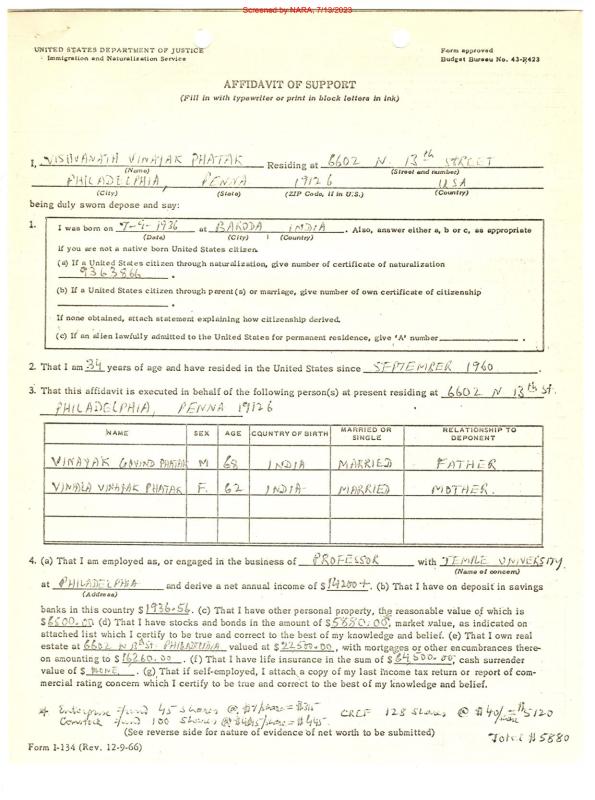 Screened by NARA, 7/13/2023
UNITED STATES DEPARTMENT OF JUSTICE
Immigration and Naturalization Service
Form approved
Budget Bureau No. 43-R423
AFFIDAVIT OF SUPPORT
(Fill in with typewriter or print in block letters in ink)
I, VISHVANATH VINAYAK PHATAK Residing at 6602 N. 13th STREET
(Name) (Street and number)
PHILADELPHIA, PENNA 19126 USA
(City) (State) (ZIP Code, if in U.S.) (Country)
being duly sworn depose and say:
1. I was born on 7-9-1936 at BARODA INDIA. Also, answer either a, b or c, as appropriate
(Date) (City) (Country)
if you are not a native born United States citizen.
(a) If a United States citizen through naturalization, give number of certificate of naturalization
9363866.
(b) If a United States citizen through parent(s) or marriage, give number of own certificate of citizenship
If none obtained, attach statement explaining how citizenship derived.
(c) If an alien lawfully admitted to the United States for permanent residence, give 'A' number
2. That I am 34 years of age and have resided in the United States since SEPTEMBER 1960.
3. That this affidavit is executed in behalf of the following person(s) at present residing at 6602 N 13th St.
PHILADELPHIA, PENNA 19126
NAME SEX AGE COUNTRY OF BIRTH MARRIED OR SINGLE RELATIONSHIP TO DEPONENT
VINAYAK GOVIND PHATAK M 68 INDIA MARRIED FATHER
VIMALA VINAYAK PHATAK F. 62 INDIA MARRIED MOTHER.
4. (a) That I am employed as, or engaged in the business of PROFESSOR with TEMPLE UNIVERSITY.
(Name of concern)
at PHILADELPHIA and derive a net annual income of $ 14200+. (b) That I have on deposit in savings
(Address)
banks in this country $ 1936.56. (c) That I have other personal property, the reasonable value of which is
$ 6500.00 (d) That I have stocks and bonds in the amount of $ 5880.00, market value, as indicated on
attached list which I certify to be true and correct to the best of my knowledge and belief. (e) That I own real
estate at 6602 N 13th St. PHILADELPHIA valued at $ 22500.00, with mortgages or other encumbrances there-
on amounting to $ 16260.00. (f) That I have life insurance in the sum of $ 64,500.00; cash surrender
value of $ NONE. (g) That if self-employed, I attach a copy of my last income tax return or report of com-
mercial rating concern which I certify to be true and correct to the best of my knowledge and belief.
* Enterprise fund 45 shares @ $7/share = $315 CREF 128 shares @ $40/share = $5120
fund 100 shares = $445
(See reverse side for nature of evidence of net worth to be submitted)
Total $5880
Form I-134 (Rev. 12-9-66)